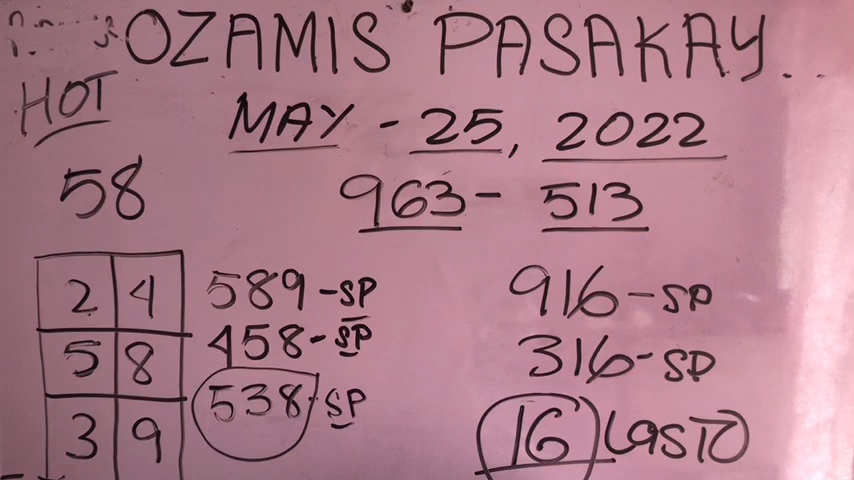 OZAMIS PASAKAY
HOT
MAY - 25, 2022
58
963 - 513
2 4
589 - SP
916 - SP
458 - SP
5 8
316 - SP
538 - SP
3 9
16 LASTO